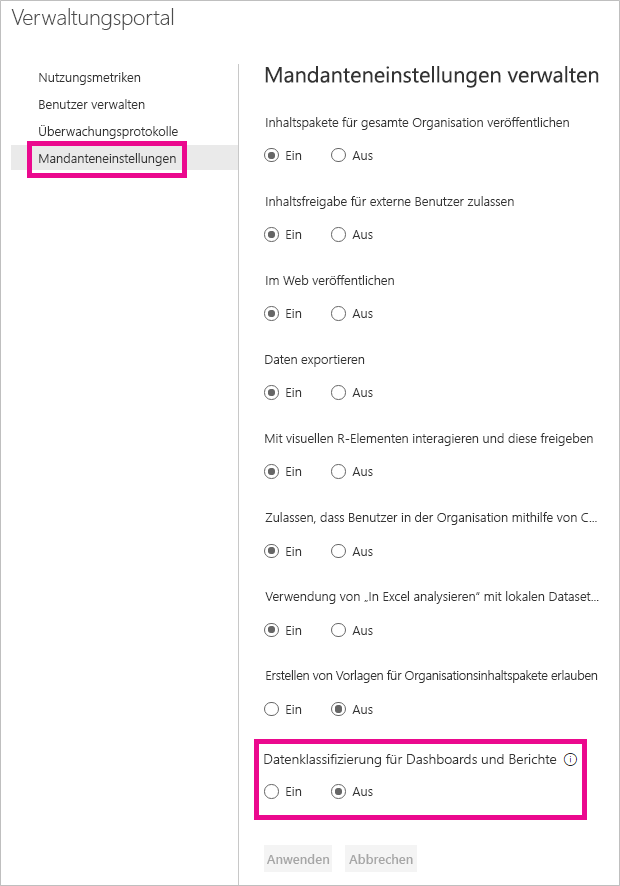 Verwaltungsportal
Nutzungsmetriken
Benutzer verwalten
Überwachungsprotokolle
Mandanteneinstellungen
Mandanteneinstellungen verwalten
Inhaltspakete für gesamte Organisation veröffentlichen
Ein Aus
Inhaltsfreigabe für externe Benutzer zulassen
Ein Aus
Im Web veröffentlichen
Ein Aus
Daten exportieren
Ein Aus
Mit visuellen R-Elementen interagieren und diese freigeben
Ein Aus
Zulassen, dass Benutzer in der Organisation mithilfe von C...
Ein Aus
Verwendung von „In Excel analysieren“ mit lokalen Dataset...
Ein Aus
Erstellen von Vorlagen für Organisationsinhaltspakete erlauben
Ein Aus
Datenklassifizierung für Dashboards und Berichte
Ein Aus
Anwenden Abbrechen